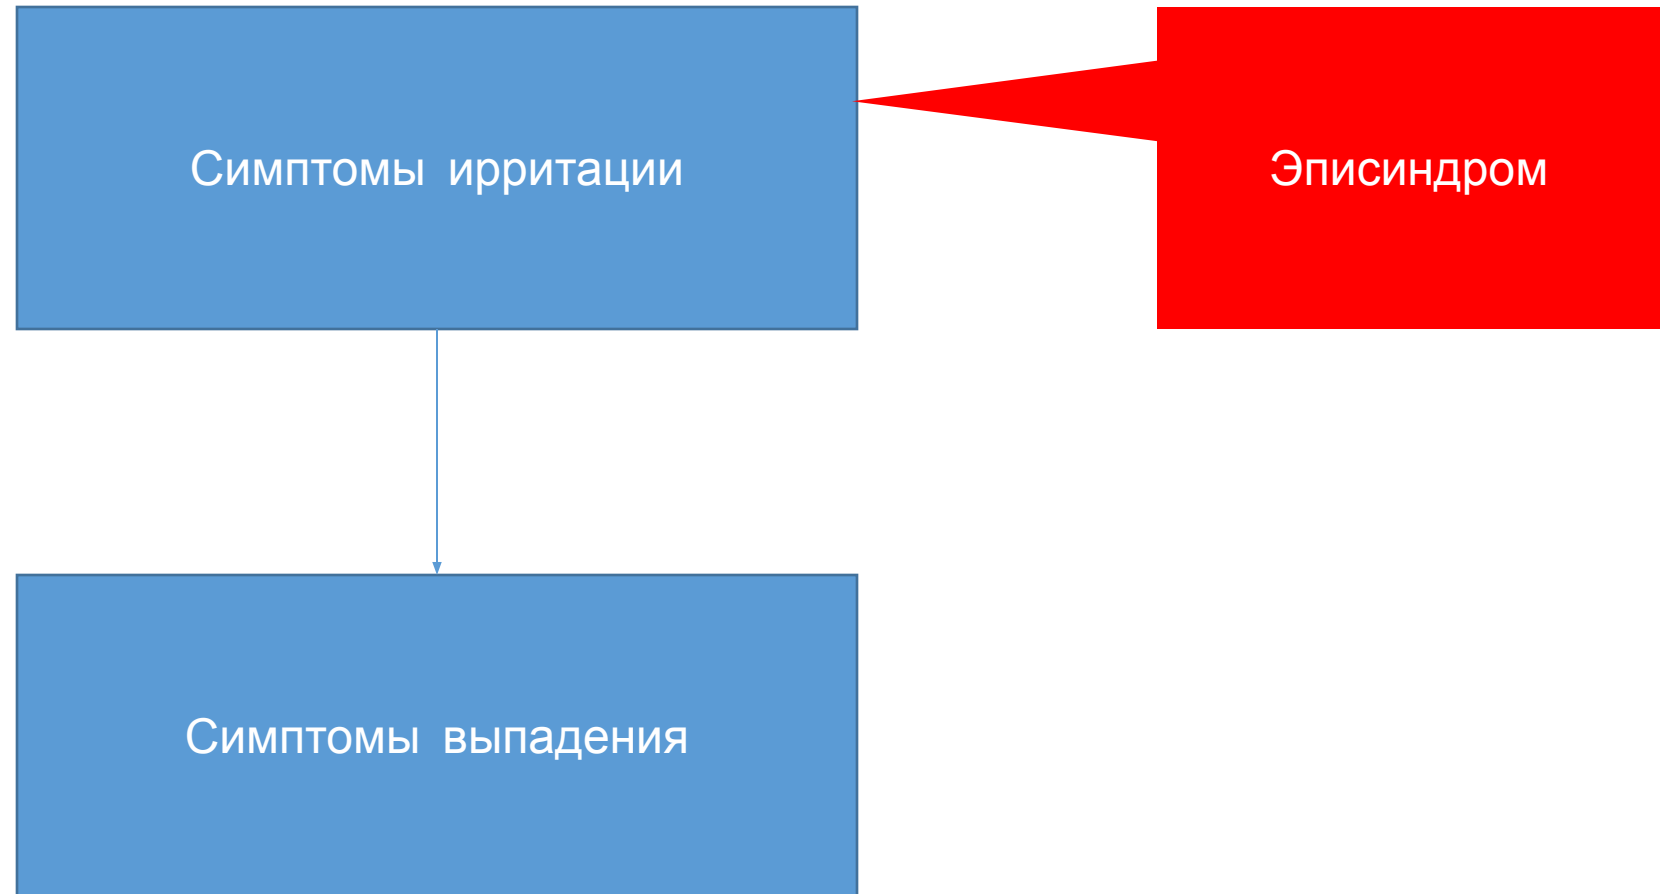 Симптомы ирритации
Эписиндром
Симптомы выпадения